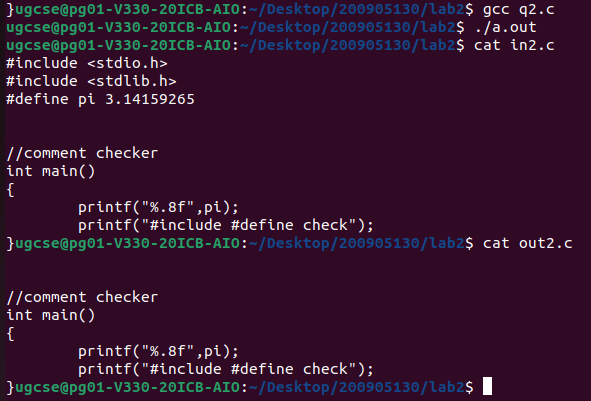 }ugcse@pg01-V330-20ICB-AIO:~/Desktop/200905130/lab2$ gcc q2.c
ugcse@pg01-V330-20ICB-AIO:~/Desktop/200905130/lab2$ ./a.out
ugcse@pg01-V330-20ICB-AIO:~/Desktop/200905130/lab2$ cat in2.c
#include <stdio.h>
#include <stdlib.h>
#define pi 3.14159265
//comment checker
int main()
{
        printf("%.8f",pi);
        printf("#include #define check");
}ugcse@pg01-V330-20ICB-AIO:~/Desktop/200905130/lab2$ cat out2.c
//comment checker
int main()
{
        printf("%.8f",pi);
        printf("#include #define check");
}ugcse@pg01-V330-20ICB-AIO:~/Desktop/200905130/lab2$